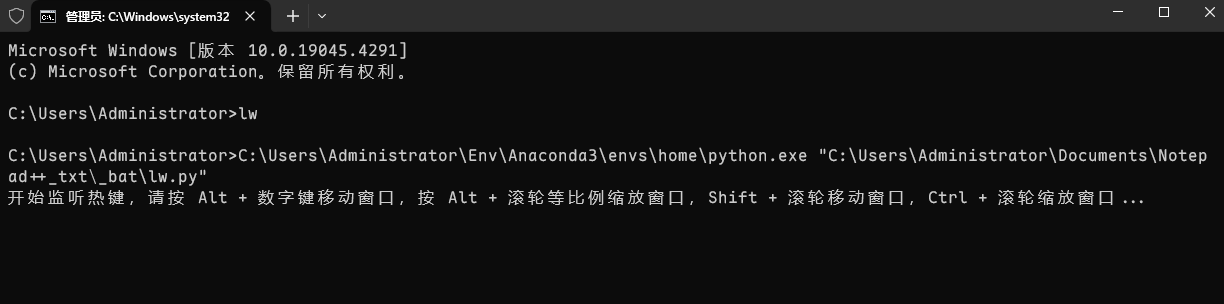 管理员: C:\Windows\system32
Microsoft Windows [版本 10.0.19045.4291]
(c) Microsoft Corporation。保留所有权利。
C:\Users\Administrator>lw
C:\Users\Administrator>C:\Users\Administrator\Env\Anaconda3\envs\home\python.exe "C:\Users\Administrator\Documents\Notep
ad++_txt\_bat\lw.py"
开始监听热键，请按 Alt + 数字键移动窗口，按 Alt + 滚轮等比例缩放窗口，Shift + 滚轮移动窗口，Ctrl + 滚轮缩放窗口...